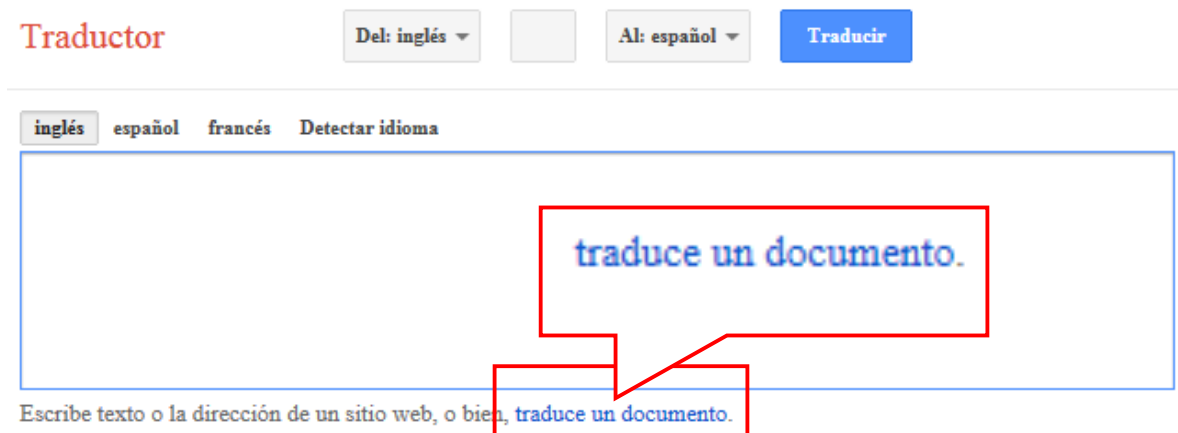 Traductor Del: inglés Al: español Traducir
inglés español francés Detectar idioma
traduce un documento.
Escribe texto o la dirección de un sitio web, o bien, traduce un documento.